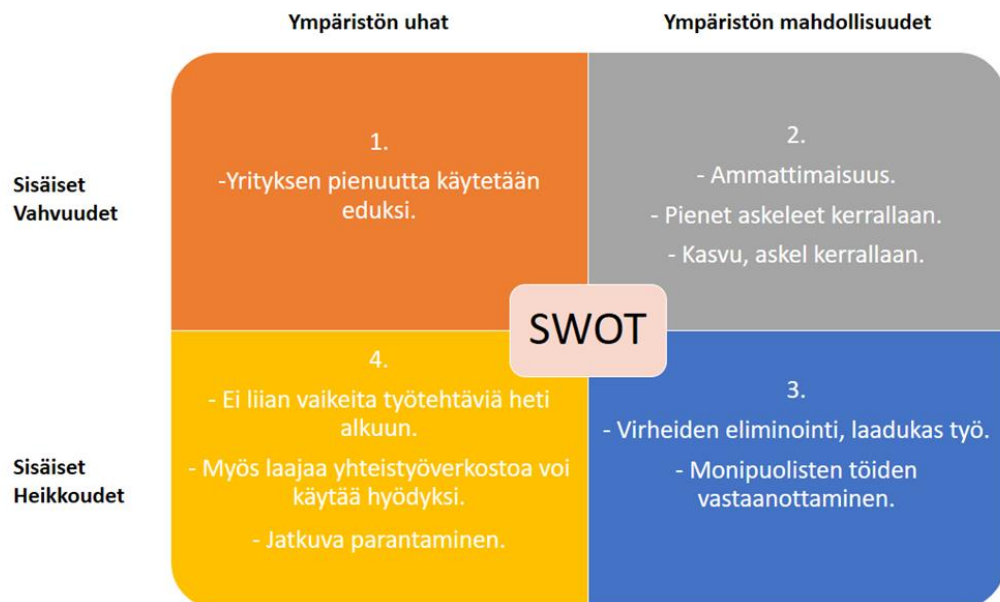 Ympäristön uhat
Ympäristön mahdollisuudet
Sisäiset
Vahvuudet
1.
-Yrityksen pienuutta käytetään
eduksi.
2.
- Ammattimaisuus.
- Pienet askeleet kerrallaan.
- Kasvu, askel kerrallaan.
SWOT
Sisäiset
Heikkoudet
4.
- Ei liian vaikeita työtehtäviä heti
alkuun.
- Myös laajaa yhteistyöverkostoa voi
käytää hyödyksi.
- Jatkuva parantaminen.
3.
- Virheiden eliminointi, laadukas työ.
- Monipuolisten töiden
vastaanottaminen.